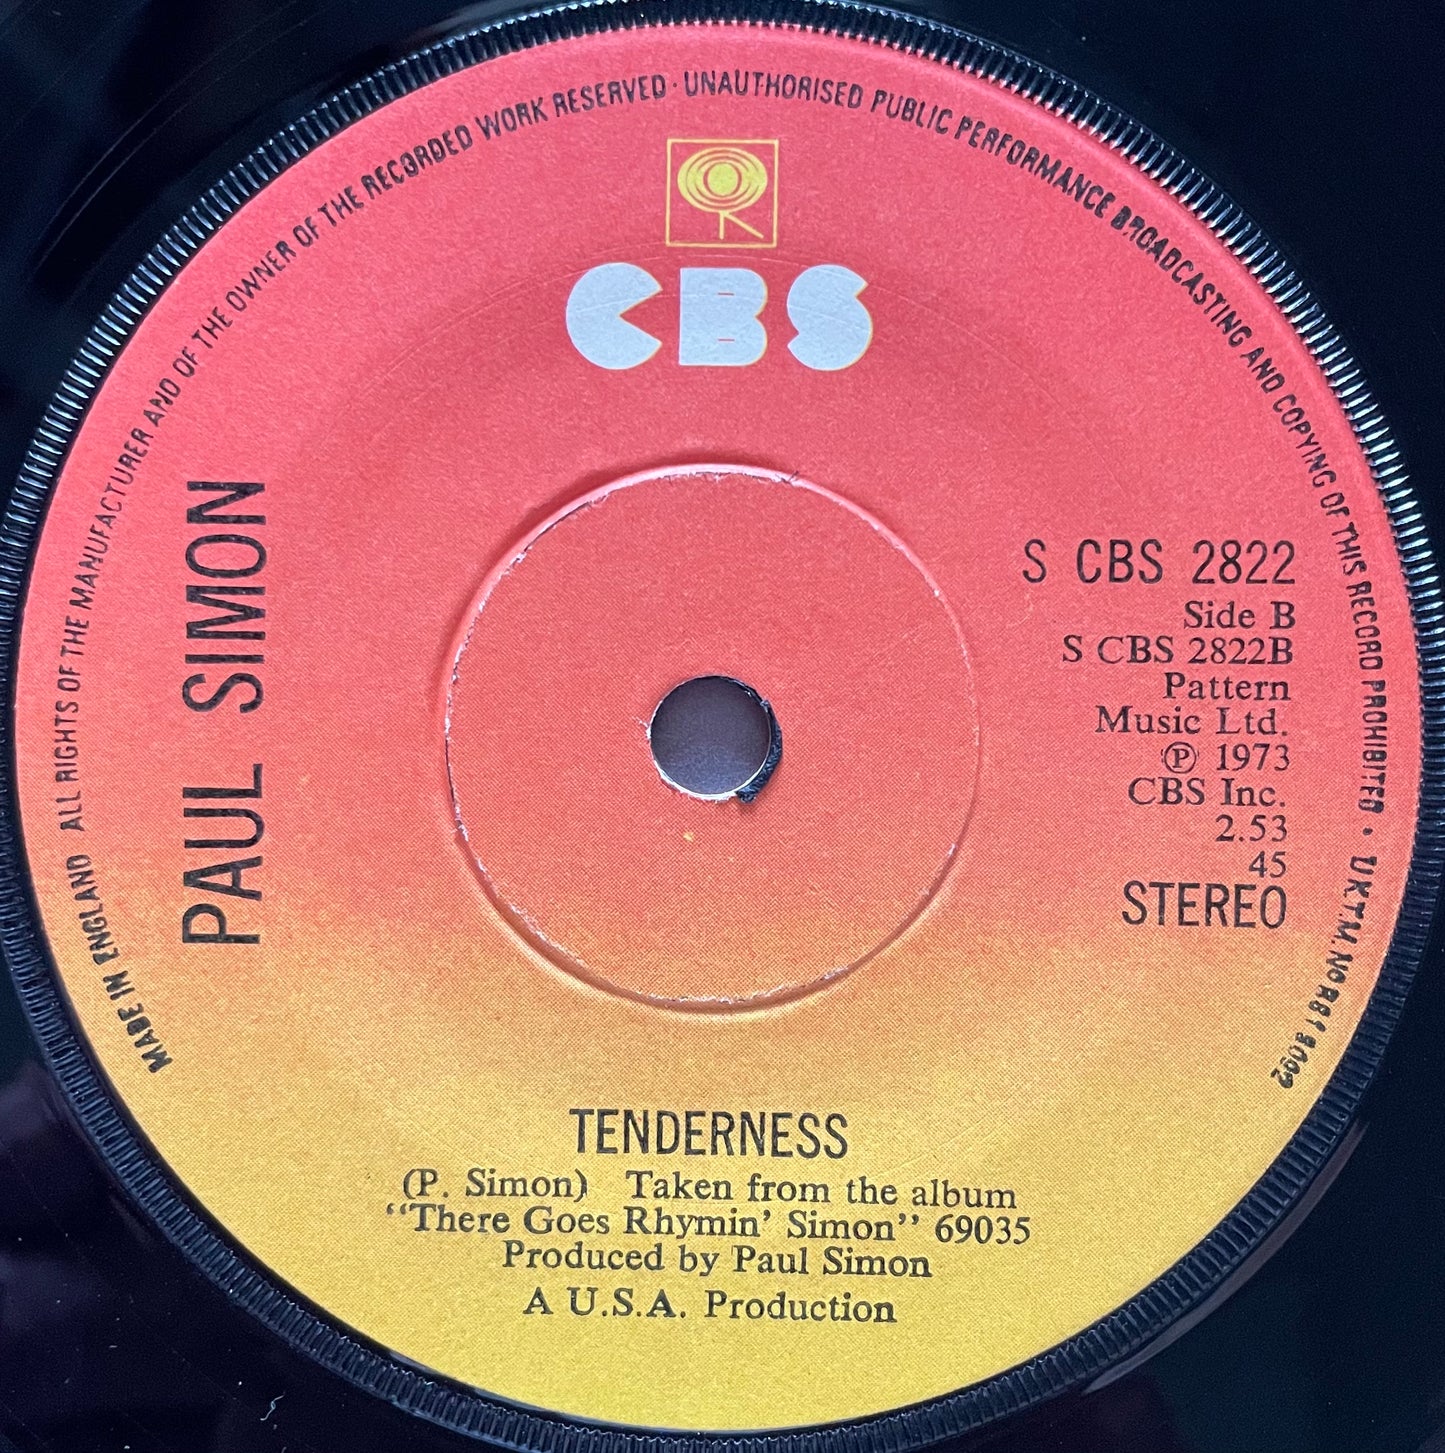 MADE IN ENGLAND ALL RIGHTS OF THE MANUFACTURER AND OF THE OWNER OF THE RECORDED WORK RESERVED · UNAUTHORISED PUBLIC PERFORMANCE BROADCASTING AND COPYING OF THIS RECORD PROHIBITED · U.K.T.M. NO R813092
CBS
PAUL SIMON
S CBS 2822
Side B
S CBS 2822B
Pattern
Music Ltd.
℗ 1973
CBS Inc.
2.53
45
STEREO
TENDERNESS
(P. Simon) Taken from the album
“There Goes Rhymin’ Simon” 69035
Produced by Paul Simon
A U.S.A. Production